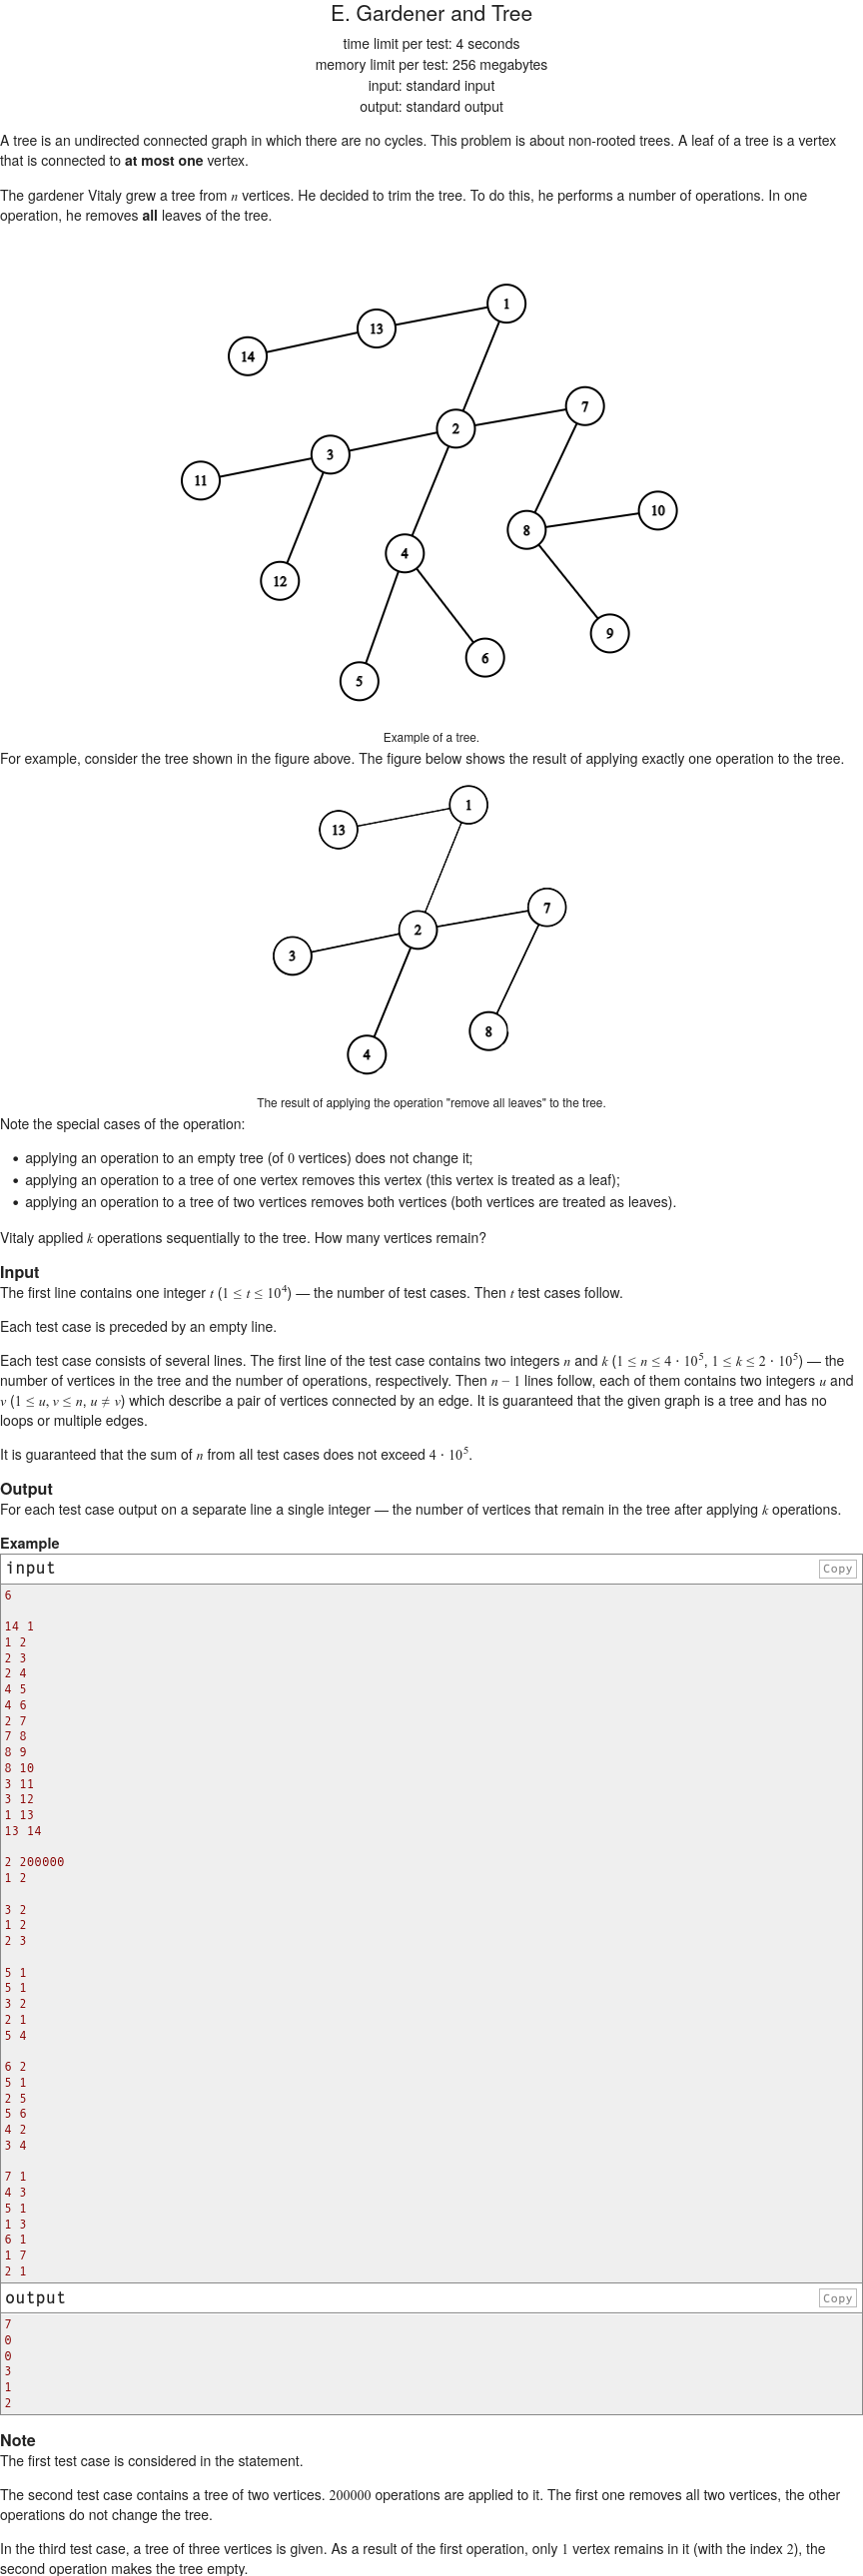 E. Gardener and Tree
time limit per test: 4 seconds
memory limit per test: 256 megabytes
input: standard input
output: standard output
A tree is an undirected connected graph in which there are no cycles. This problem is about non-rooted trees. A leaf of a tree is a vertex
that is connected to at most one vertex.
The gardener Vitaly grew a tree from n vertices. He decided to trim the tree. To do this, he performs a number of operations. In one
operation, he removes all leaves of the tree.
1
13
14
7
2
3
11
10
8
4
12
9
6
5
Example of a tree.
For example, consider the tree shown in the figure above. The figure below shows the result of applying exactly one operation to the tree.
1
13
7
2
3
8
4
The result of applying the operation "remove all leaves" to the tree.
Note the special cases of the operation:
• applying an operation to an empty tree (of 0 vertices) does not change it;
• applying an operation to a tree of one vertex removes this vertex (this vertex is treated as a leaf);
• applying an operation to a tree of two vertices removes both vertices (both vertices are treated as leaves).
Vitaly applied k operations sequentially to the tree. How many vertices remain?
Input
The first line contains one integer t (1 ≤ t ≤ 10⁴) — the number of test cases. Then t test cases follow.
Each test case is preceded by an empty line.
Each test case consists of several lines. The first line of the test case contains two integers n and k (1 ≤ n ≤ 4 · 10⁵, 1 ≤ k ≤ 2 · 10⁵) — the
number of vertices in the tree and the number of operations, respectively. Then n − 1 lines follow, each of them contains two integers u and
v (1 ≤ u, v ≤ n, u ≠ v) which describe a pair of vertices connected by an edge. It is guaranteed that the given graph is a tree and has no
loops or multiple edges.
It is guaranteed that the sum of n from all test cases does not exceed 4 · 10⁵.
Output
For each test case output on a separate line a single integer — the number of vertices that remain in the tree after applying k operations.
Example
input Copy
6
14 1
1 2
2 3
2 4
4 5
4 6
2 7
7 8
8 9
8 10
3 11
3 12
1 13
13 14
2 200000
1 2
3 2
1 2
2 3
5 1
5 1
3 2
2 1
5 4
6 2
5 1
2 5
5 6
4 2
3 4
7 1
4 3
5 1
1 3
6 1
1 7
2 1
output Copy
7
0
0
3
1
2
Note
The first test case is considered in the statement.
The second test case contains a tree of two vertices. 200000 operations are applied to it. The first one removes all two vertices, the other
operations do not change the tree.
In the third test case, a tree of three vertices is given. As a result of the first operation, only 1 vertex remains in it (with the index 2), the
second operation makes the tree empty.